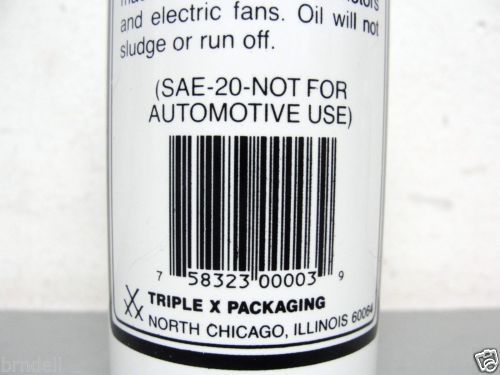 and electric fans. Oil will not
sludge or run off.
(SAE-20-NOT FOR
AUTOMOTIVE USE)
7 58323 00003 9
TRIPLE X PACKAGING
NORTH CHICAGO, ILLINOIS 60064
brndell